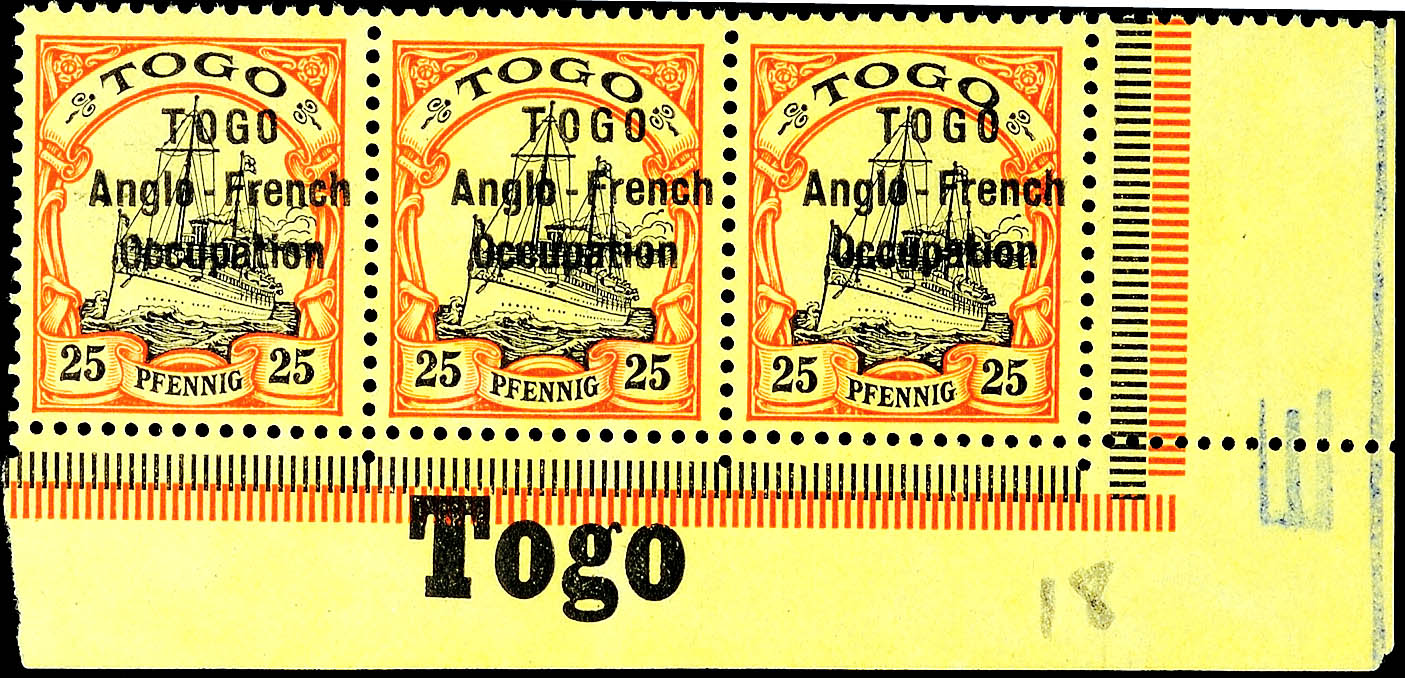 TOGO TOGO TOGO
TOGO TOGO TOGO
Anglo - French Anglo - French Anglo - French
Occupation Occupation Occupation
25 PFENNIG 25 25 PFENNIG 25 25 PFENNIG 25
Togo
18